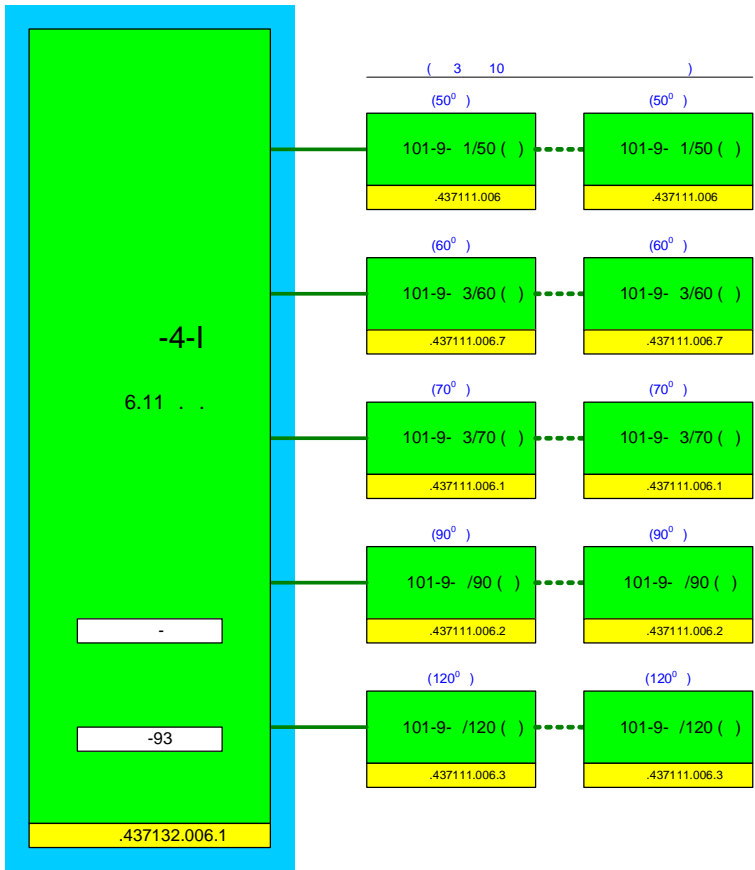 ( 3 10 )
(50⁰ ) (50⁰ )
101-9- 1/50 ( ) 101-9- 1/50 ( )
.437111.006 .437111.006
(60⁰ ) (60⁰ )
101-9- 3/60 ( ) 101-9- 3/60 ( )
.437111.006.7 .437111.006.7
-4-I
6.11 . .
(70⁰ ) (70⁰ )
101-9- 3/70 ( ) 101-9- 3/70 ( )
.437111.006.1 .437111.006.1
(90⁰ ) (90⁰ )
101-9- /90 ( ) 101-9- /90 ( )
.437111.006.2 .437111.006.2
-
(120⁰ ) (120⁰ )
101-9- /120 ( ) 101-9- /120 ( )
.437111.006.3 .437111.006.3
-93
.437132.006.1